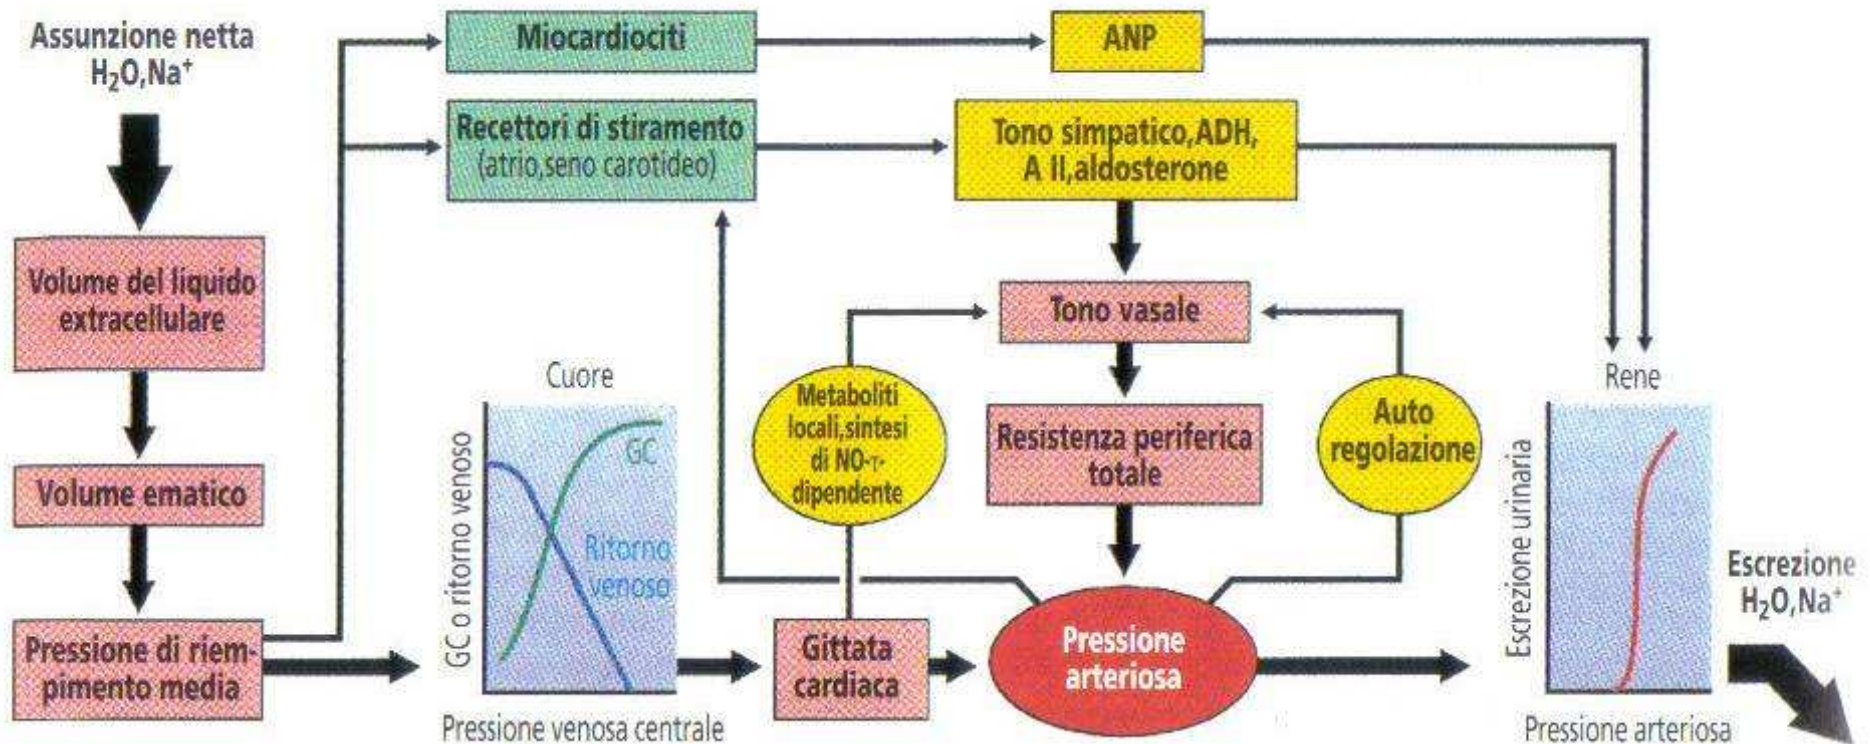 Assunzione netta
H₂O,Na⁺
Volume del liquido
extracellulare
Volume ematico
Pressione di riem-
pimento media
Miocardiociti
Recettori di stiramento
(atrio,seno carotideo)
ANP
Tono simpatico,ADH,
A II,aldosterone
Tono vasale
Metaboliti
locali,sintesi
di NO-τ-
dipendente
Resistenza periferica
totale
Auto
regolazione
Cuore
GC o ritorno venoso
GC
Ritorno
venoso
Pressione venosa centrale
Gittata
cardiaca
Pressione
arteriosa
Rene
Escrezione urinaria
Pressione arteriosa
Escrezione
H₂O,Na⁺